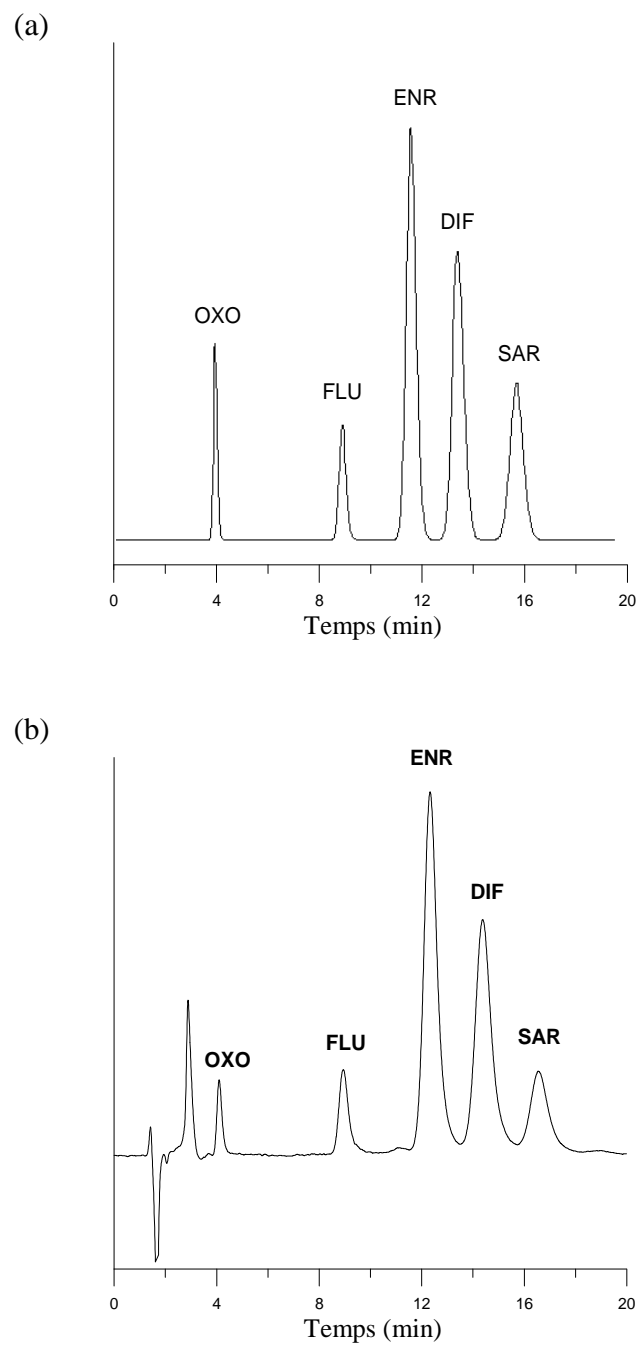 (a)
ENR
DIF
OXO
SAR
FLU
0 4 8 12 16 20
Temps (min)
(b)
ENR
DIF
OXO FLU SAR
0 4 8 12 16 20
Temps (min)